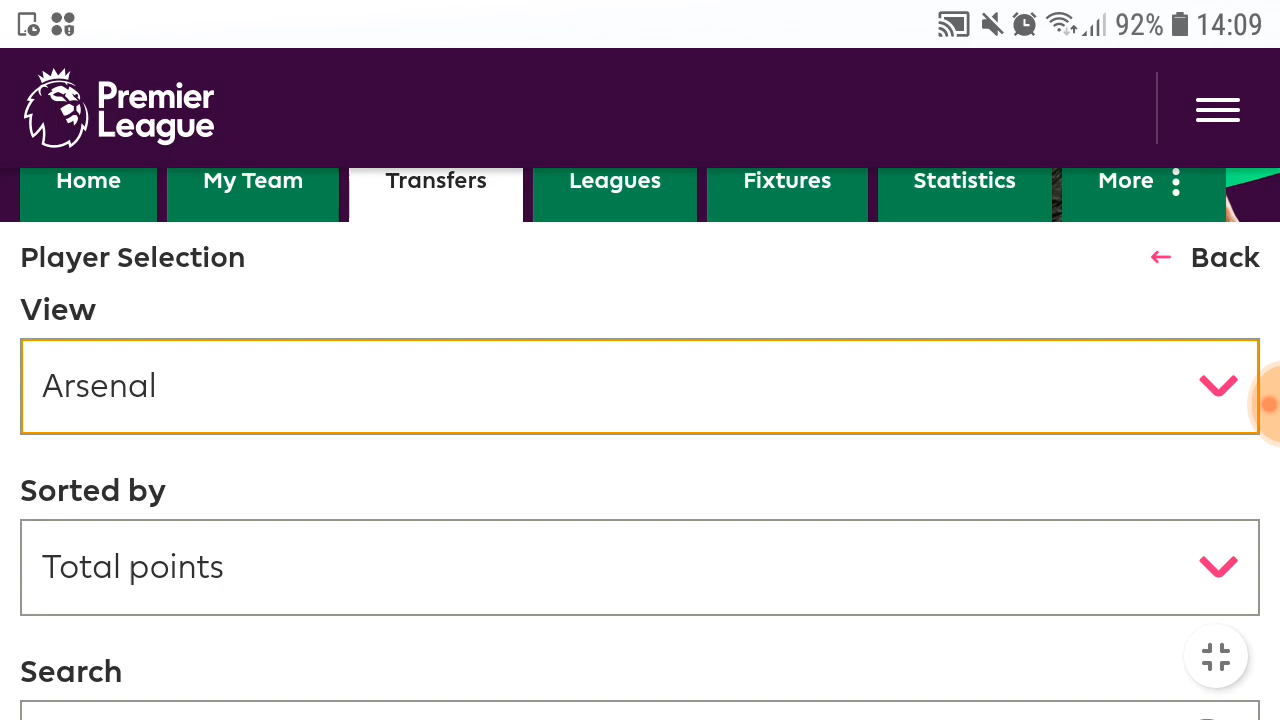 92% 14:09
Premier
League
Home My Team Transfers Leagues Fixtures Statistics More
Player Selection Back
View
Arsenal
Sorted by
Total points
Search